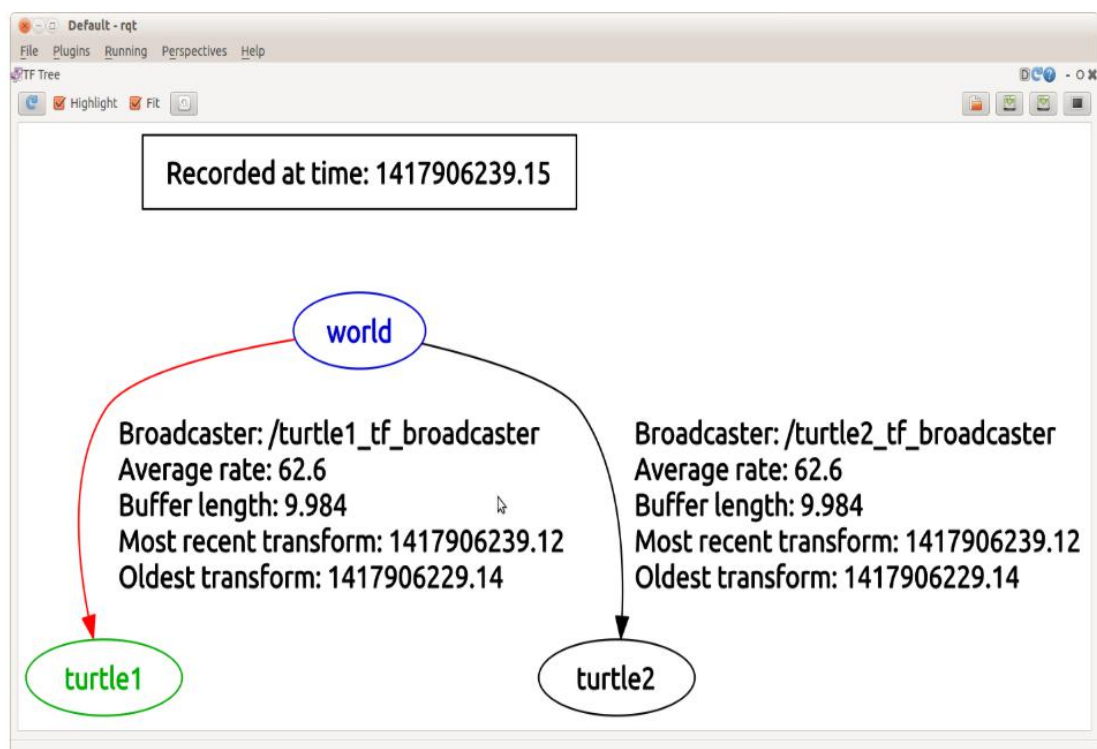 Default - rqt
File Plugins Running Perspectives Help
TF Tree
D - O
Highlight Fit
Recorded at time: 1417906239.15
world
Broadcaster: /turtle1_tf_broadcaster
Average rate: 62.6
Buffer length: 9.984
Most recent transform: 1417906239.12
Oldest transform: 1417906229.14
Broadcaster: /turtle2_tf_broadcaster
Average rate: 62.6
Buffer length: 9.984
Most recent transform: 1417906239.12
Oldest transform: 1417906229.14
turtle1
turtle2